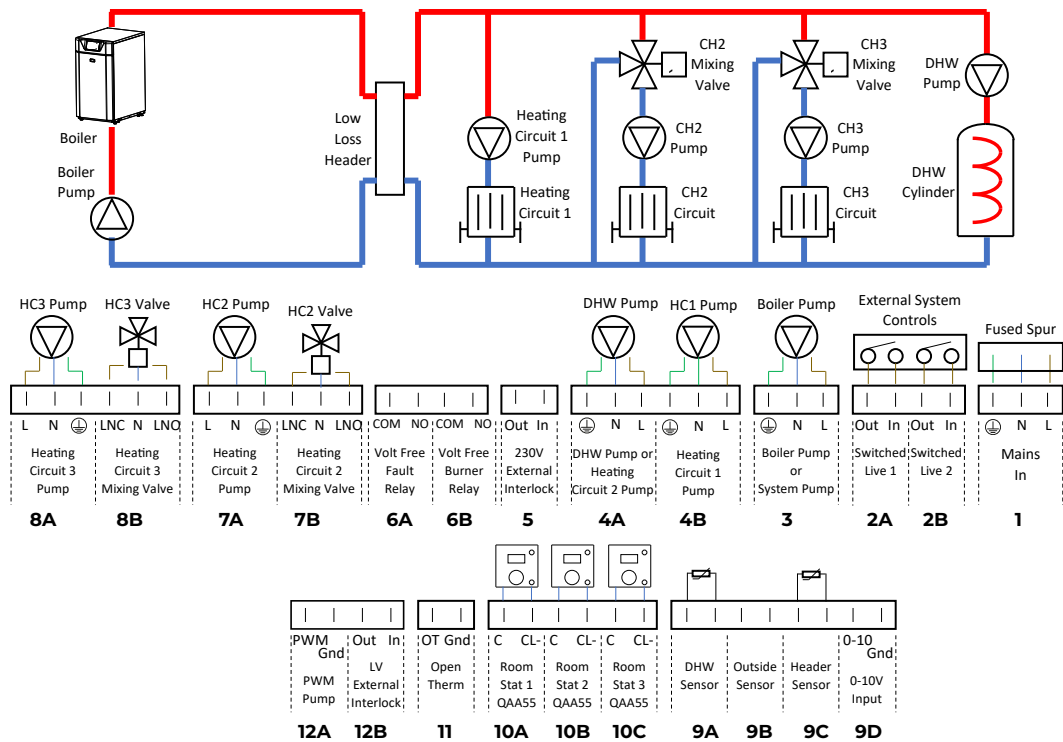 Boiler
Boiler
Pump
Low
Loss
Header
Heating
Circuit 1
Pump
Heating
Circuit 1
CH2
Mixing
Valve
CH2
Pump
CH2
Circuit
CH3
Mixing
Valve
CH3
Pump
CH3
Circuit
DHW
Pump
DHW
Cylinder
HC3 Pump
HC3 Valve
HC2 Pump
HC2 Valve
DHW Pump
HC1 Pump
Boiler Pump
External System
Controls
Fused Spur
L N
LNC N LNO
L N
LNC N LNO
COM NO
COM NO
Out In
N L
N L
N L
Out In
Out In
N L
Heating
Circuit 3
Pump
Heating
Circuit 3
Mixing Valve
Heating
Circuit 2
Pump
Heating
Circuit 2
Mixing Valve
Volt Free
Fault
Relay
Volt Free
Burner
Relay
230V
External
Interlock
DHW Pump or
Heating
Circuit 2 Pump
Heating
Circuit 1
Pump
Boiler Pump
or
System Pump
Switched
Live 1
Switched
Live 2
Mains
In
8A 8B 7A 7B 6A 6B 5 4A 4B 3 2A 2B 1
PWM
Gnd
Out In
OT Gnd
C CL-
C CL-
C CL-
0-10
Gnd
PWM
Pump
LV
External
Interlock
Open
Therm
Room
Stat 1
QAA55
Room
Stat 2
QAA55
Room
Stat 3
QAA55
DHW
Sensor
Outside
Sensor
Header
Sensor
0-10V
Input
12A 12B 11 10A 10B 10C 9A 9B 9C 9D